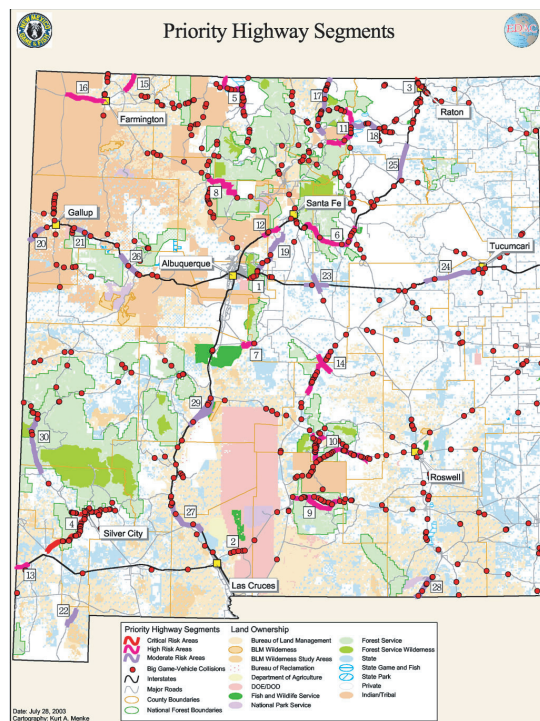 NEW MEXICO
GAME & FISH
Priority Highway Segments
EDAC
16
15
5
17
3
Farmington
11
18
Raton
25
8
Santa Fe
Gallup
12
6
20
21
19
Tucumcari
26
Albuquerque
24
1
23
7
14
29
30
10
Roswell
4
27
9
Silver City
2
13
28
Las Cruces
22
Priority Highway Segments
Critical Risk Areas
High Risk Areas
Moderate Risk Areas
Big Game-Vehicle Collisions
Interstates
Major Roads
County Boundaries
National Forest Boundaries
Land Ownership
Bureau of Land Management
BLM Wilderness
BLM Wilderness Study Areas
Bureau of Reclamation
Department of Agriculture
DOE/DOD
Fish and Wildlife Service
National Park Service
Forest Service
Forest Service Wilderness
State
State Game and Fish
State Park
Private
Indian/Tribal
Date: July 28, 2003
Cartography: Kurt A. Menke